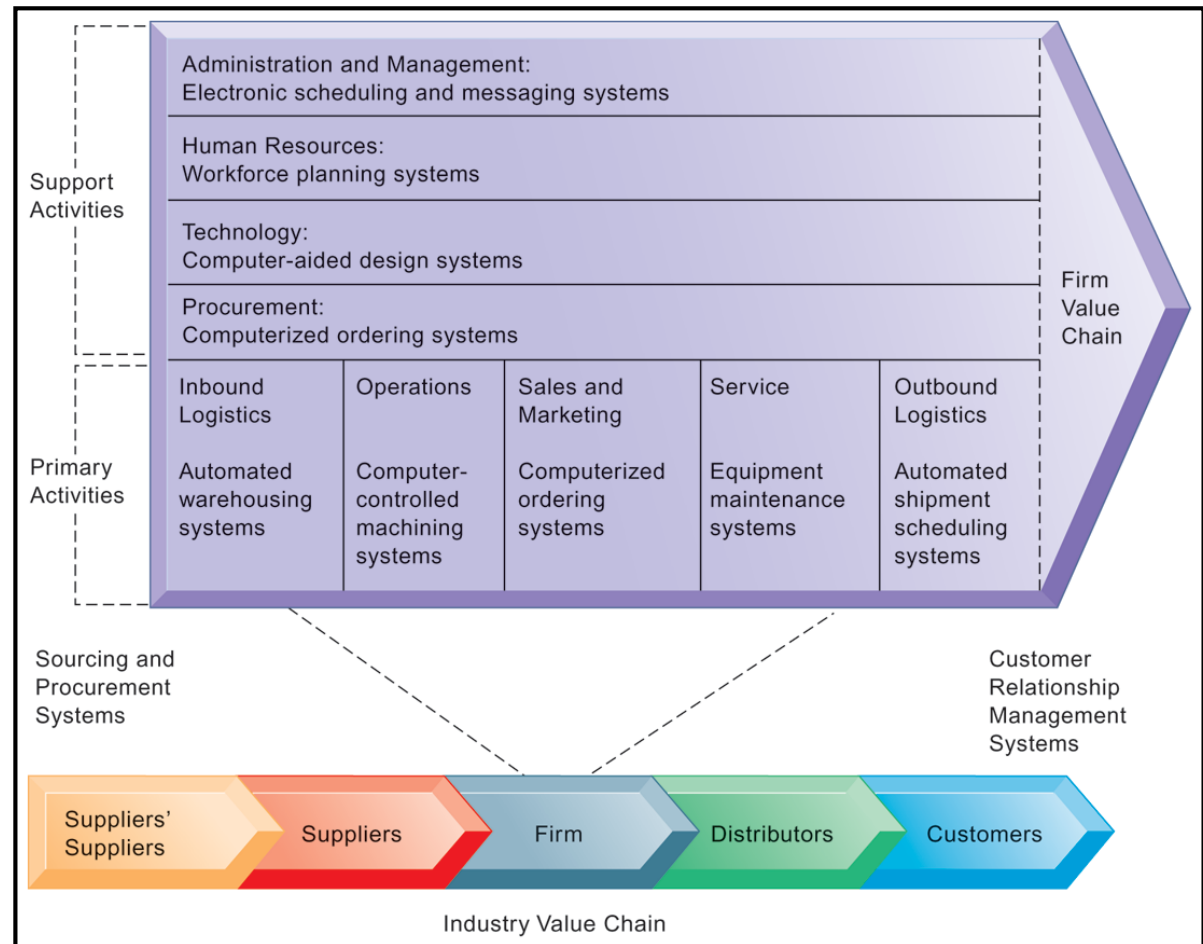 Support
Activities
Administration and Management:
Electronic scheduling and messaging systems
Human Resources:
Workforce planning systems
Technology:
Computer-aided design systems
Procurement:
Computerized ordering systems
Firm
Value
Chain
Primary
Activities
Inbound
Logistics
Automated
warehousing
systems
Operations
Computer-
controlled
machining
systems
Sales and
Marketing
Computerized
ordering
systems
Service
Equipment
maintenance
systems
Outbound
Logistics
Automated
shipment
scheduling
systems
Sourcing and
Procurement
Systems
Customer
Relationship
Management
Systems
Suppliers’
Suppliers
Suppliers
Firm
Distributors
Customers
Industry Value Chain